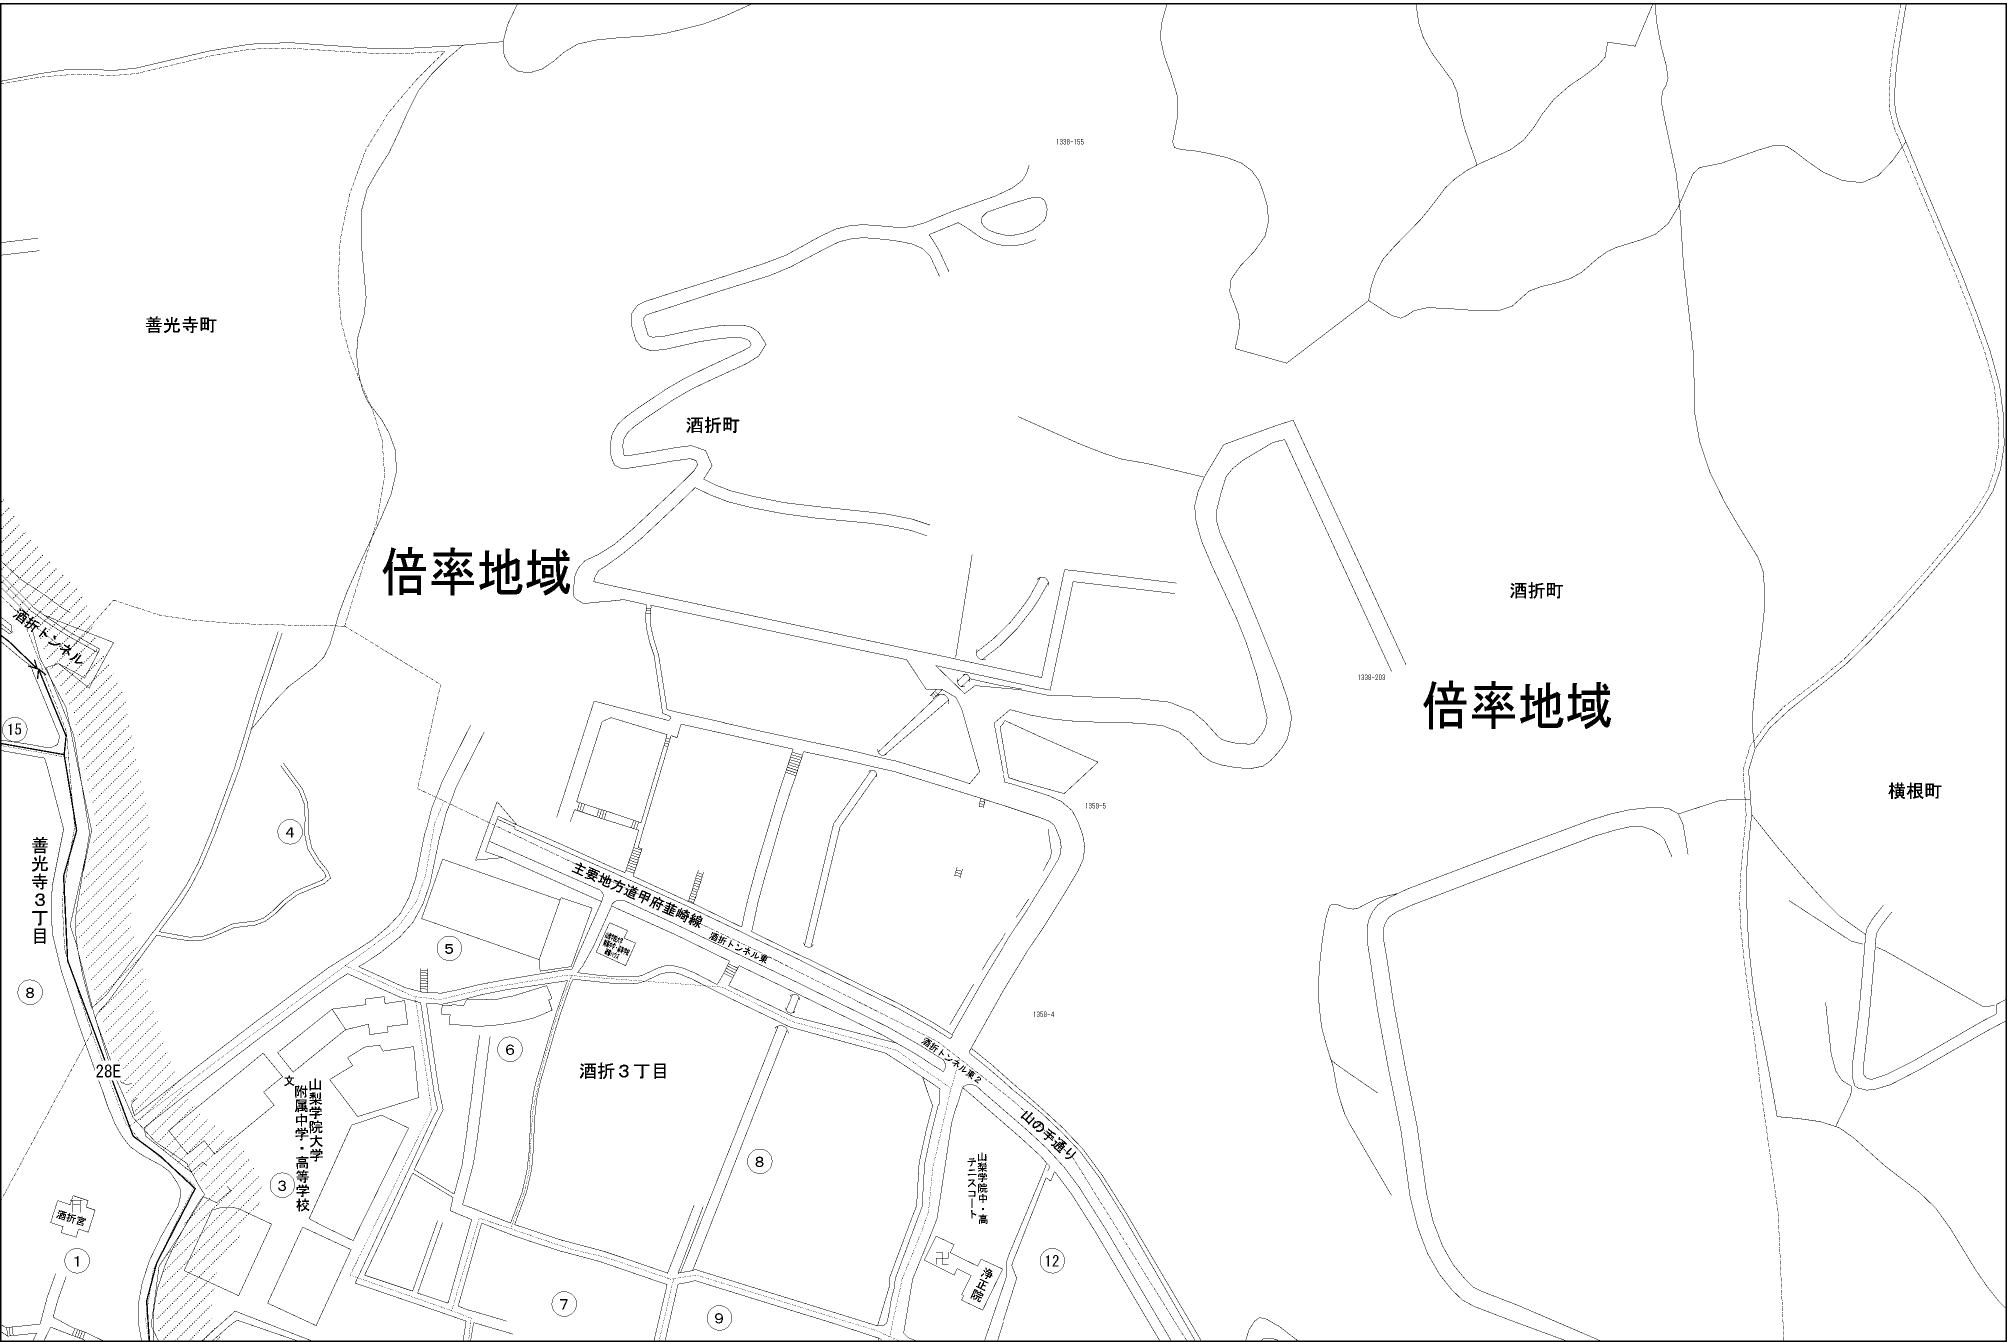 1338-155
善光寺町
酒折町
倍率地域
酒折町
酒折トンネル
1338-203
倍率地域
15
横根町
1359-5
4
善光寺3丁目
主要地方道甲府韮崎線
酒折トンネル東
5
8
1359-4
6
酒折トンネル東2
28E
酒折3丁目
文
山梨学院大学
附属中学・高等学校
山の手通り
8
山梨学院中・高
テニスコート
3
酒折宮
1
12
浄正院
7
9